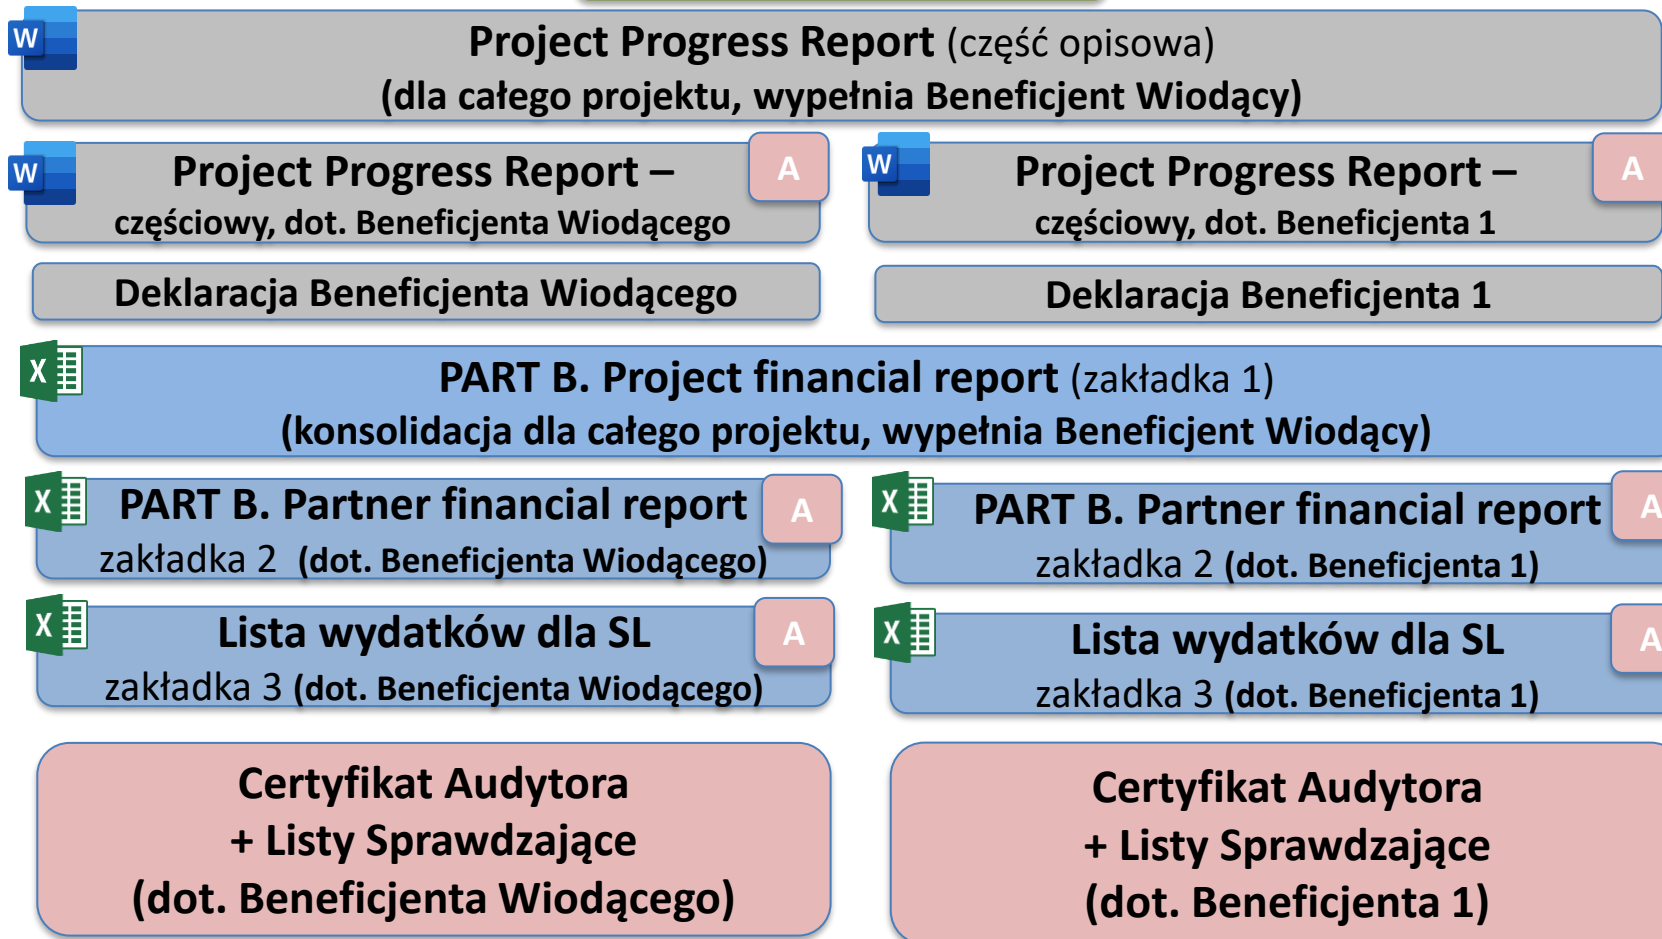 W
Project Progress Report (część opisowa)
(dla całego projektu, wypełnia Beneficjent Wiodący)
W
Project Progress Report –
A
częściowy, dot. Beneficjenta Wiodącego
W
Project Progress Report –
A
częściowy, dot. Beneficjenta 1
Deklaracja Beneficjenta Wiodącego
Deklaracja Beneficjenta 1
X
PART B. Project financial report (zakładka 1)
(konsolidacja dla całego projektu, wypełnia Beneficjent Wiodący)
X
PART B. Partner financial report
A
zakładka 2 (dot. Beneficjenta Wiodącego)
X
PART B. Partner financial report
A
zakładka 2 (dot. Beneficjenta 1)
X
Lista wydatków dla SL
A
zakładka 3 (dot. Beneficjenta Wiodącego)
X
Lista wydatków dla SL
A
zakładka 3 (dot. Beneficjenta 1)
Certyfikat Audytora
+ Listy Sprawdzające
(dot. Beneficjenta Wiodącego)
Certyfikat Audytora
+ Listy Sprawdzające
(dot. Beneficjenta 1)